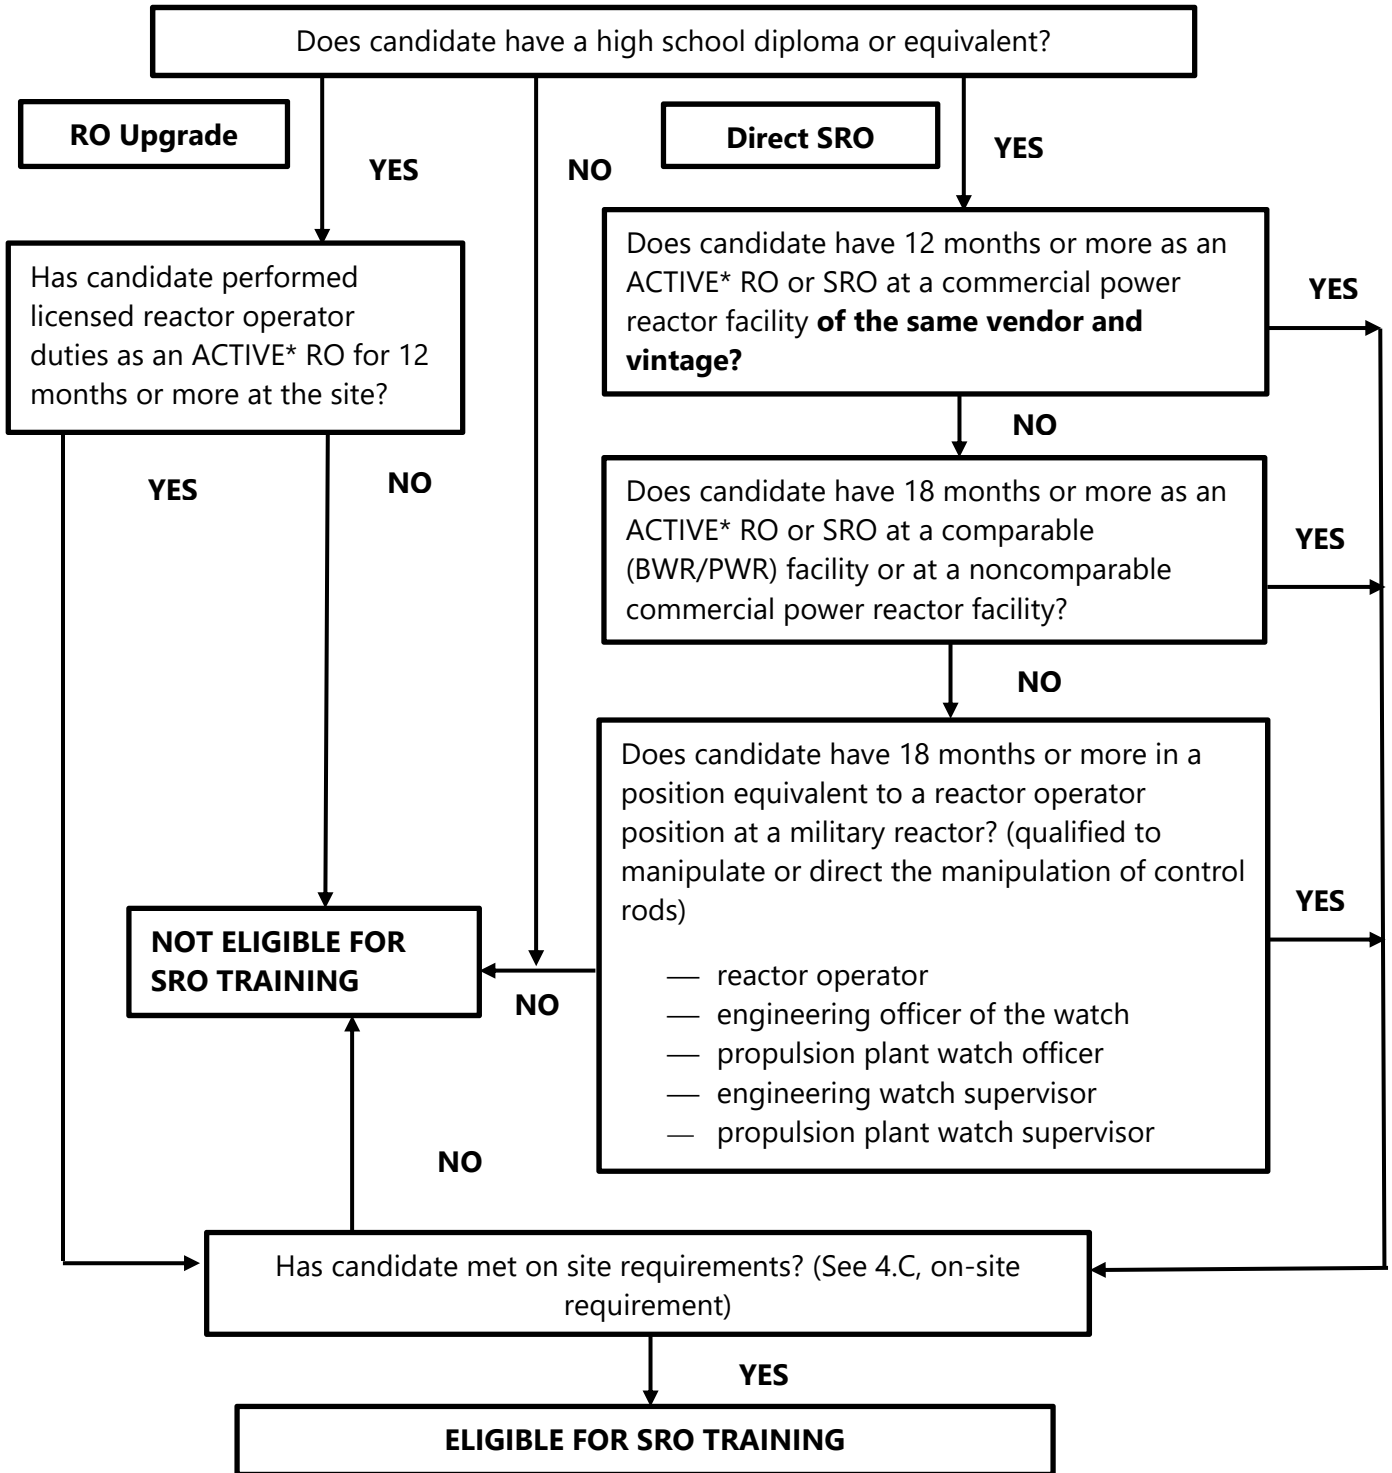 Does candidate have a high school diploma or equivalent?
RO Upgrade
YES
NO
Direct SRO
YES
Has candidate performed
licensed reactor operator
duties as an ACTIVE* RO for 12
months or more at the site?
YES
NO
Does candidate have 12 months or more as an
ACTIVE* RO or SRO at a commercial power
reactor facility of the same vendor and
vintage?
YES
NO
Does candidate have 18 months or more as an
ACTIVE* RO or SRO at a comparable
(BWR/PWR) facility or at a noncomparable
commercial power reactor facility?
YES
NO
Does candidate have 18 months or more in a
position equivalent to a reactor operator
position at a military reactor? (qualified to
manipulate or direct the manipulation of control
rods)
— reactor operator
— engineering officer of the watch
— propulsion plant watch officer
— engineering watch supervisor
— propulsion plant watch supervisor
YES
NO
NOT ELIGIBLE FOR
SRO TRAINING
NO
Has candidate met on site requirements? (See 4.C, on-site
requirement)
YES
ELIGIBLE FOR SRO TRAINING